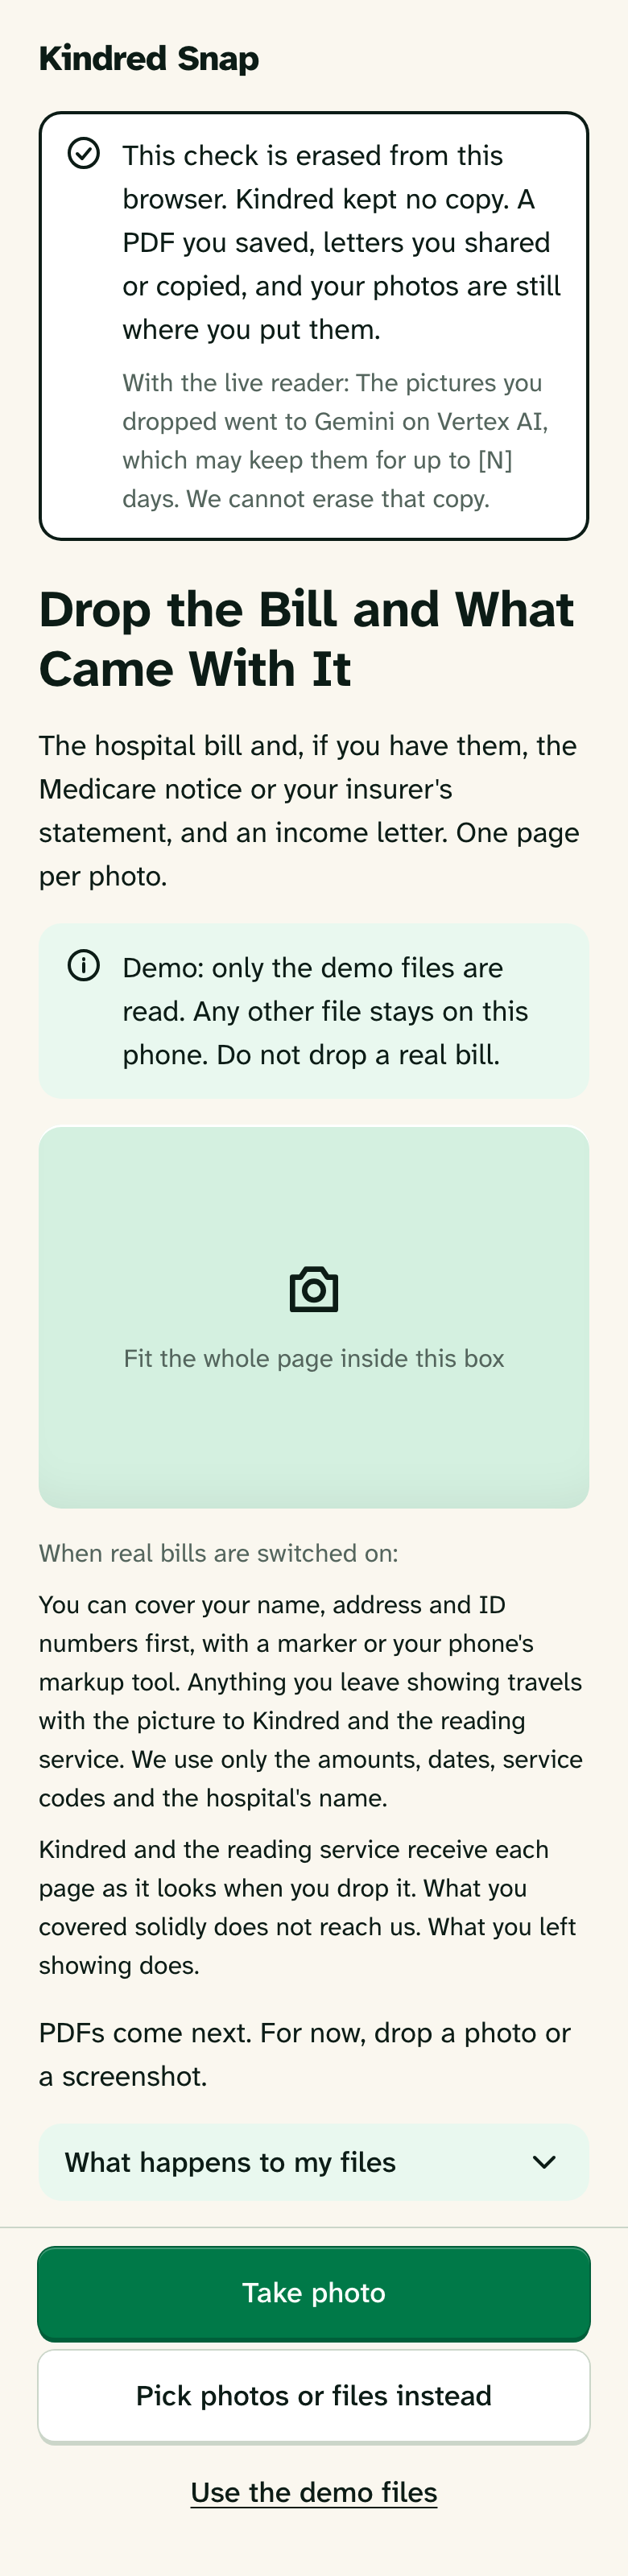 Kindred Snap
This check is erased from this
browser. Kindred kept no copy. A
PDF you saved, letters you shared
or copied, and your photos are still
where you put them.
With the live reader: The pictures you
dropped went to Gemini on Vertex AI,
which may keep them for up to [N]
days. We cannot erase that copy.
Drop the Bill and What
Came With It
The hospital bill and, if you have them, the
Medicare notice or your insurer's
statement, and an income letter. One page
per photo.
Demo: only the demo files are
read. Any other file stays on this
phone. Do not drop a real bill.
Fit the whole page inside this box
When real bills are switched on:
You can cover your name, address and ID
numbers first, with a marker or your phone's
markup tool. Anything you leave showing travels
with the picture to Kindred and the reading
service. We use only the amounts, dates, service
codes and the hospital's name.
Kindred and the reading service receive each
page as it looks when you drop it. What you
covered solidly does not reach us. What you left
showing does.
PDFs come next. For now, drop a photo or
a screenshot.
What happens to my files
Take photo
Pick photos or files instead
Use the demo files